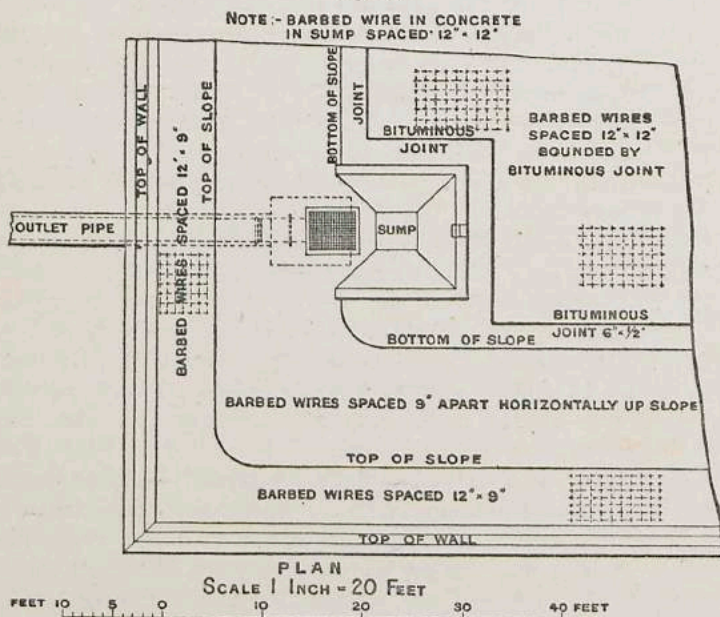 NOTE:- BARBED WIRE IN CONCRETE
IN SUMP SPACED 12" × 12"
TOP OF WALL
BARBED WIRES SPACED 12" × 9"
TOP OF SLOPE
BOTTOM OF SLOPE
JOINT
BITUMINOUS
JOINT
BARBED WIRES
SPACED 12" × 12"
BOUNDED BY
BITUMINOUS JOINT
OUTLET PIPE
SUMP
BITUMINOUS
JOINT 6" × ½"
BOTTOM OF SLOPE
BARBED WIRES SPACED 9" APART HORIZONTALLY UP SLOPE
TOP OF SLOPE
BARBED WIRES SPACED 12" × 9"
TOP OF WALL
PLAN
SCALE 1 INCH = 20 FEET
FEET 10 5 0 10 20 30 40 FEET